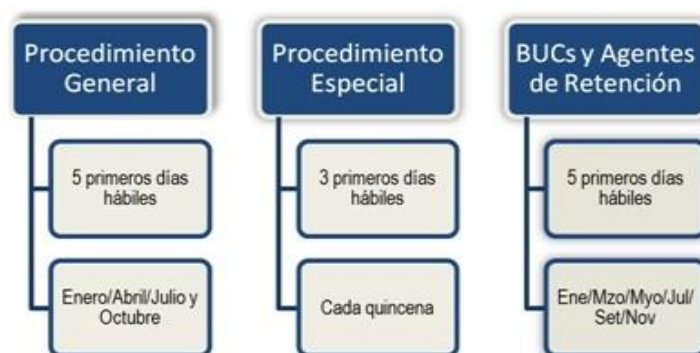 Procedimiento
General
5 primeros días
hábiles
Enero/Abril/Julio y
Octubre
Procedimiento
Especial
3 primeros días
hábiles
Cada quincena
BUCs y Agentes
de Retención
5 primeros días
hábiles
Ene/Mzo/Myo/Jul/
Set/Nov